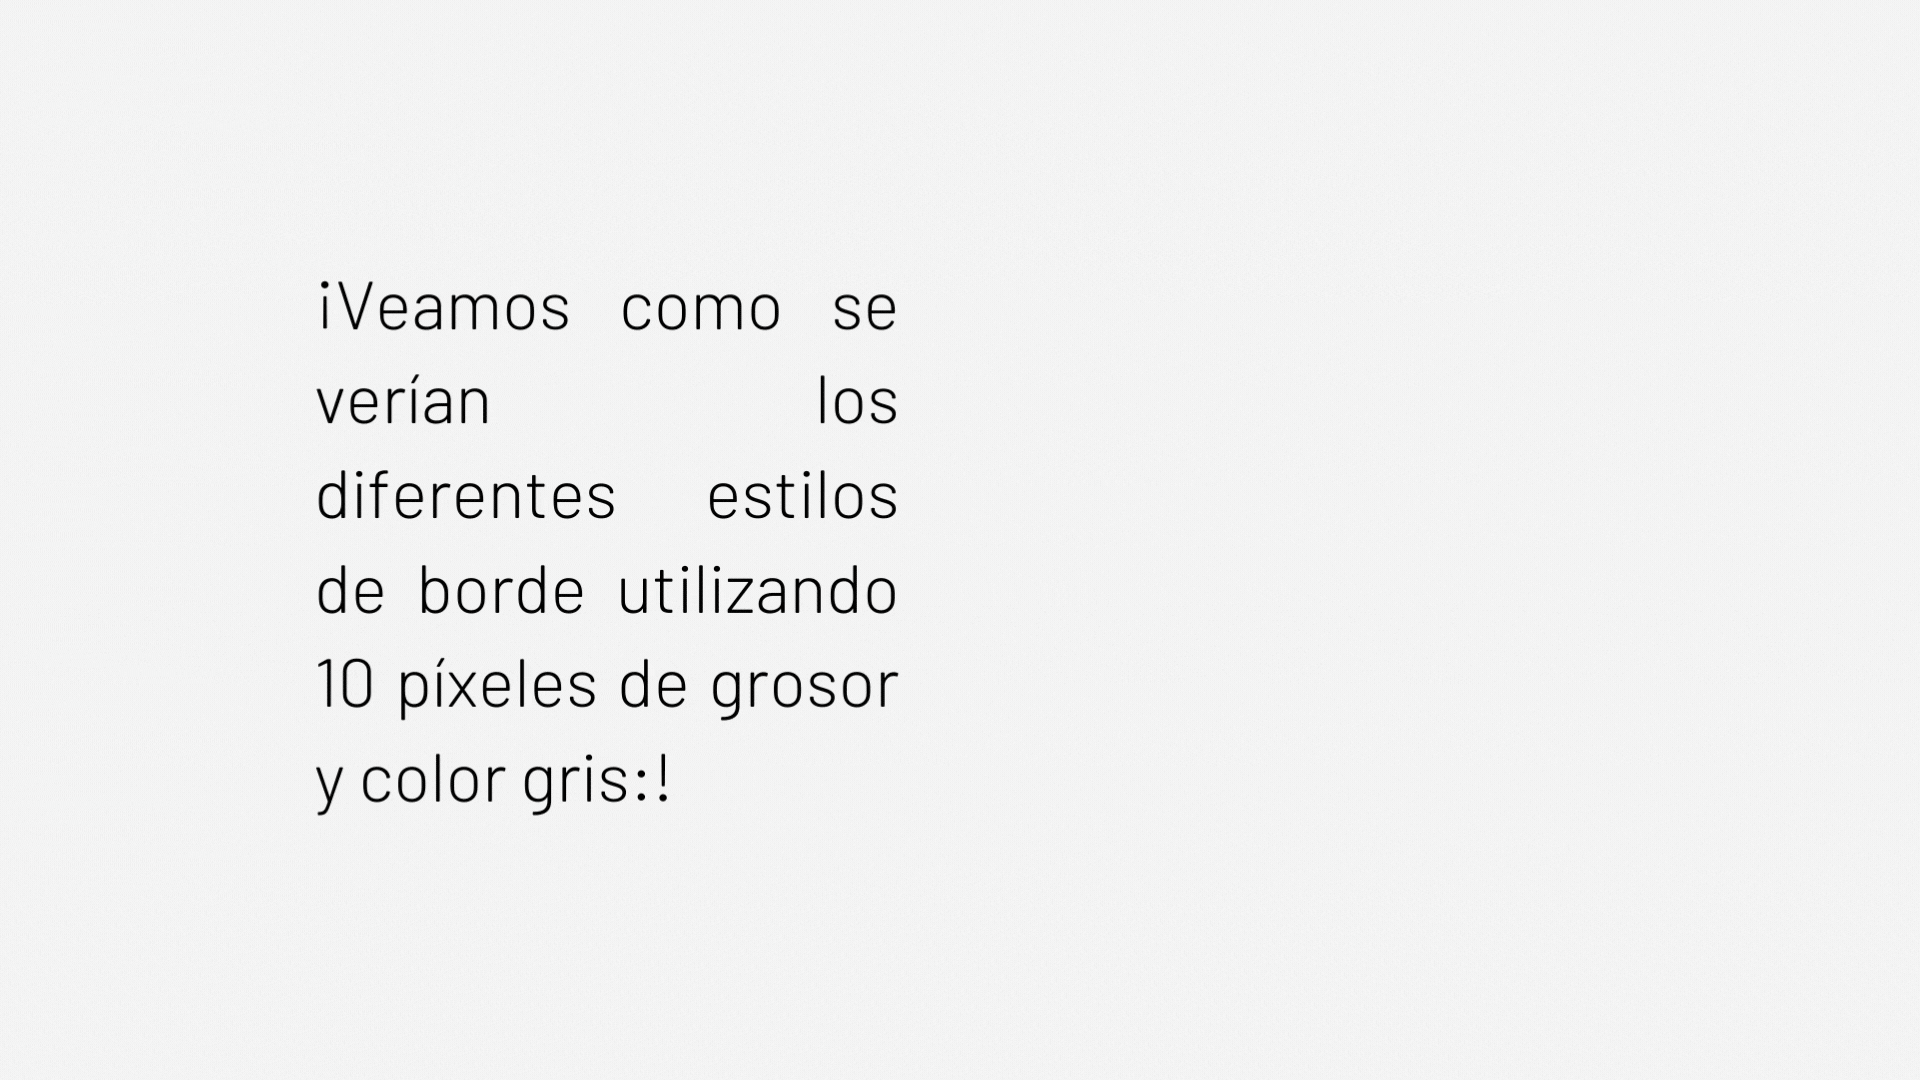 ¡Veamos como se
verían los
diferentes estilos
de borde utilizando
10 píxeles de grosor
y color gris:!